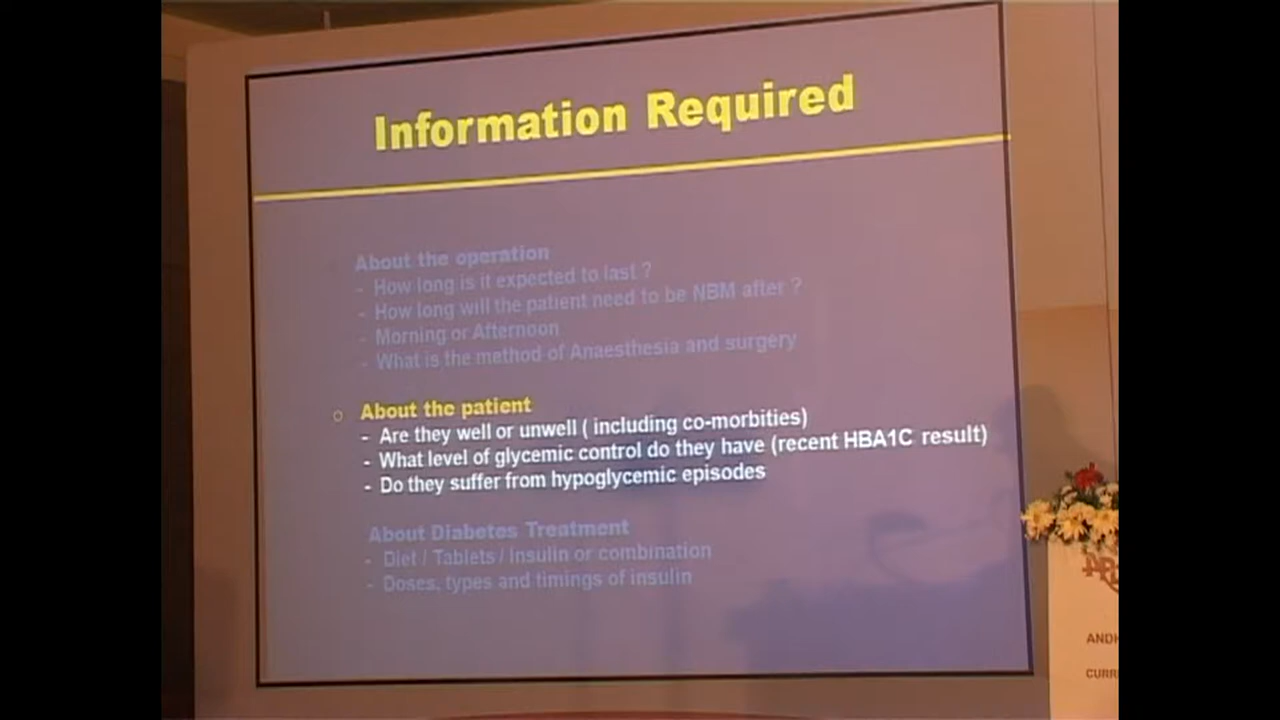 Information Required
About the operation
- How long is it expected to last ?
- How long will the patient need to be NBM after ?
- Morning or Afternoon
- What is the method of Anaesthesia and surgery
About the patient
- Are they well or unwell ( including co-morbities)
- What level of glycemic control do they have (recent HBA1C result)
- Do they suffer from hypoglycemic episodes
About Diabetes Treatment
- Diet / Tablets / Insulin or combination
- Doses, types and timings of insulin
ANDH
CURR